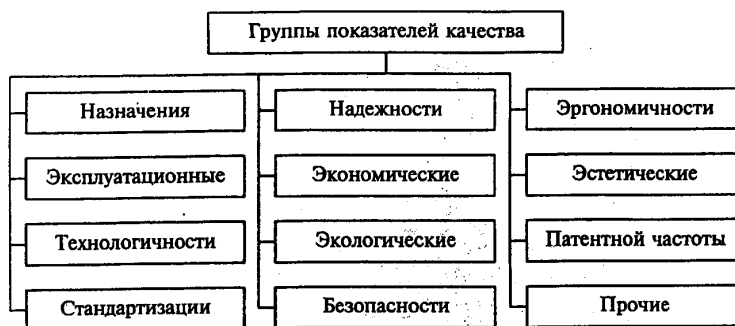 Группы показателей качества
Назначения
Надежности
Эргономичности
Эксплуатационные
Экономические
Эстетические
Технологичности
Экологические
Патентной частоты
Стандартизации
Безопасности
Прочие